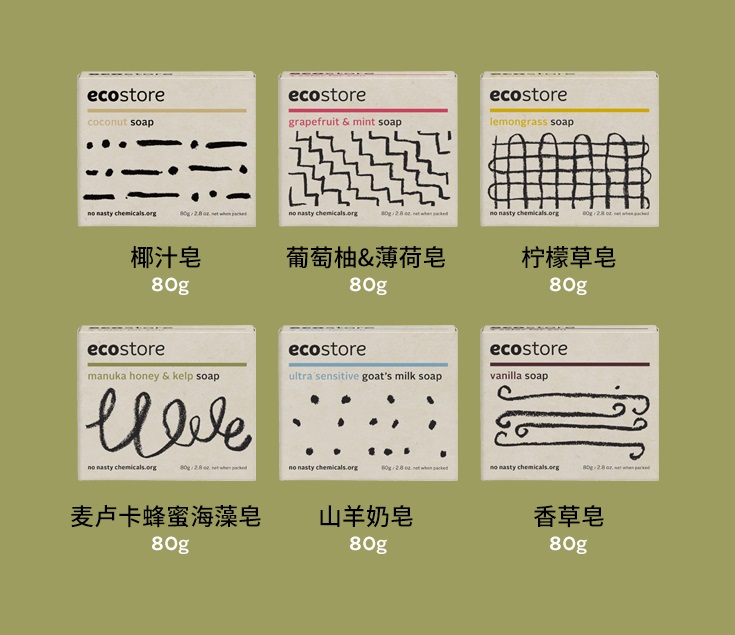 ecostore
coconut soap
no nasty chemicals.org 80g / 2.8 oz. net when packed
椰汁皂
80g
ecostore
grapefruit & mint soap
no nasty chemicals.org 80g / 2.8 oz. net when packed
葡萄柚&薄荷皂
80g
ecostore
lemongrass soap
no nasty chemicals.org 80g / 2.8 oz. net when packed
柠檬草皂
80g
ecostore
manuka honey & kelp soap
no nasty chemicals.org 80g / 2.8 oz. net when packed
麦卢卡蜂蜜海藻皂
80g
ecostore
ultra sensitive goat's milk soap
no nasty chemicals.org 80g / 2.8 oz. net when packed
山羊奶皂
80g
ecostore
vanilla soap
no nasty chemicals.org 80g / 2.8 oz. net when packed
香草皂
80g